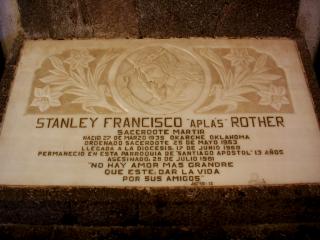 STANLEY FRANCISCO "APLAS" ROTHER
SACERDOTE MARTIR
NACIO 27 DE MARZO 1935 OKARCHE OKLAHOMA
ORDENADO SACERDOTE 25 DE MAYO 1963
LLEGADA A LA DIOCESIS, 17 DE JUNIO 1968
PERMANECIO EN ESTA PARROQUIA DE "SANTIAGO APOSTOL" 13 AÑOS
ASESINADO, 28 DE JULIO 1981
"NO HAY AMOR MAS GRANDE
QUE ESTE: DAR LA VIDA
POR SUS AMIGOS"